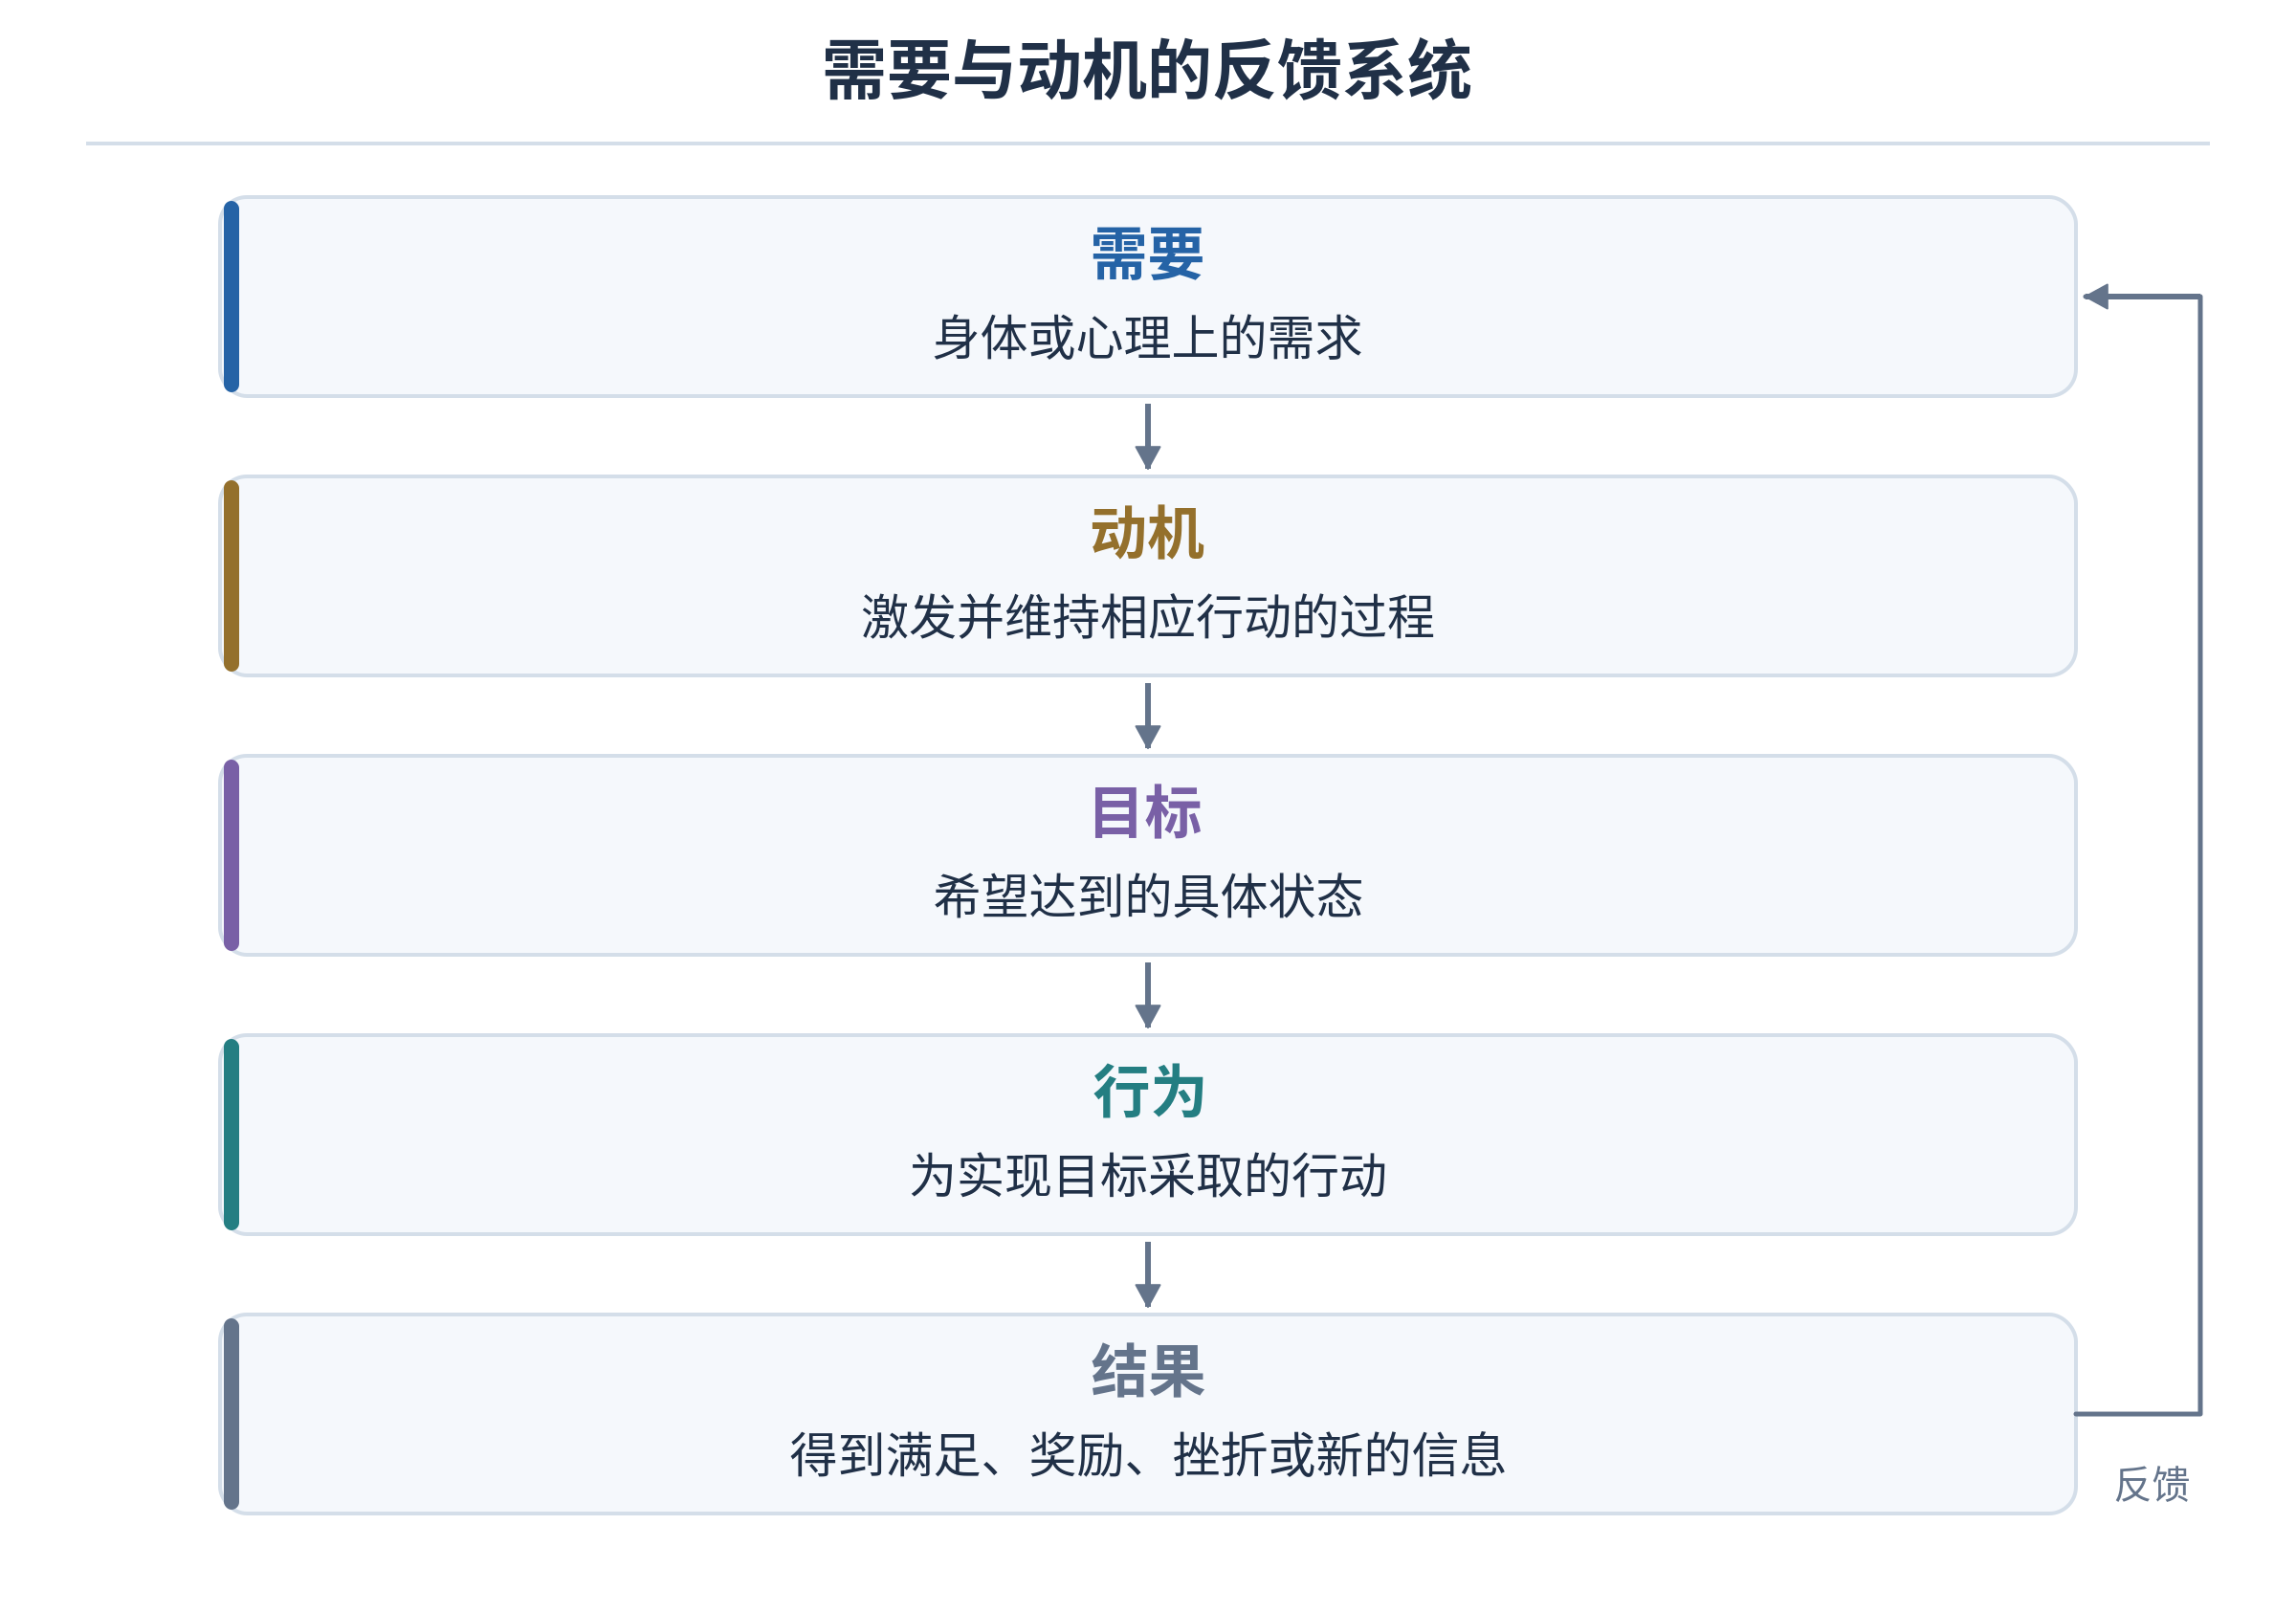 需要与动机的反馈系统
需要
身体或心理上的需求
动机
激发并维持相应行动的过程
目标
希望达到的具体状态
行为
为实现目标采取的行动
结果
得到满足、奖励、挫折或新的信息
反馈